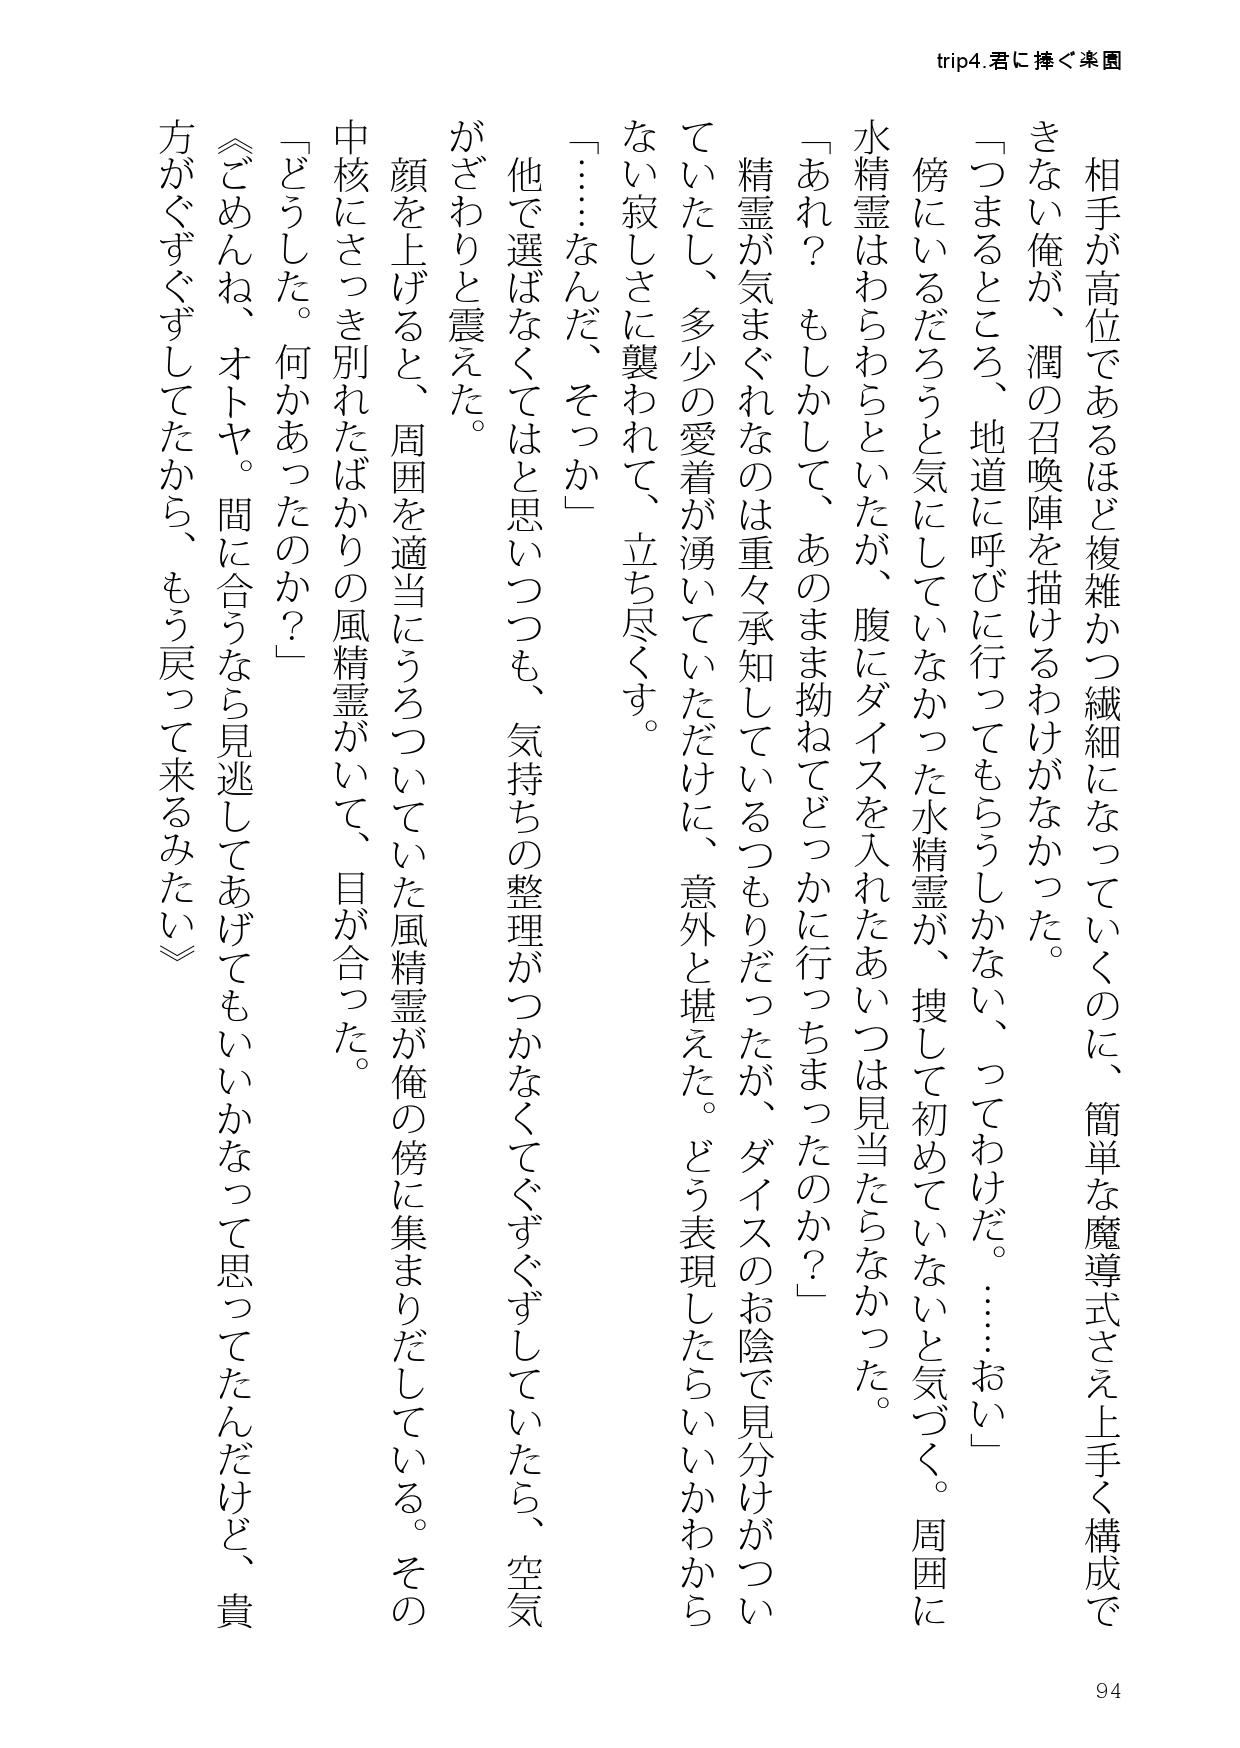 trip4.君に捧ぐ楽園
　相手が高位であるほど複雑かつ繊細になっていくのに、簡単な魔導式さえ上手く構成で
きない俺が、潤の召喚陣を描けるわけがなかった。
「つまるところ、地道に呼びに行ってもらうしかない、ってわけだ。……おい」
　傍にいるだろうと気にしていなかった水精霊が、捜して初めていないと気づく。周囲に
水精霊はわらわらといたが、腹にダイスを入れたあいつは見当たらなかった。
「あれ？　もしかして、あのまま拗ねてどっかに行っちまったのか？」
　精霊が気まぐれなのは重々承知しているつもりだったが、ダイスのお陰で見分けがつい
ていたし、多少の愛着が湧いていただけに、意外と堪えた。どう表現したらいいかわから
ない寂しさに襲われて、立ち尽くす。
「……なんだ、そっか」
　他で選ばなくてはと思いつつも、気持ちの整理がつかなくてぐずぐずしていたら、空気
がざわりと震えた。
　顔を上げると、周囲を適当にうろついていた風精霊が俺の傍に集まりだしている。その
中核にさっき別れたばかりの風精霊がいて、目が合った。
「どうした。何かあったのか？」
《ごめんね、オトヤ。間に合うなら見逃してあげてもいいかなって思ってたんだけど、貴
方がぐずぐずしてたから、もう戻って来るみたい》
94